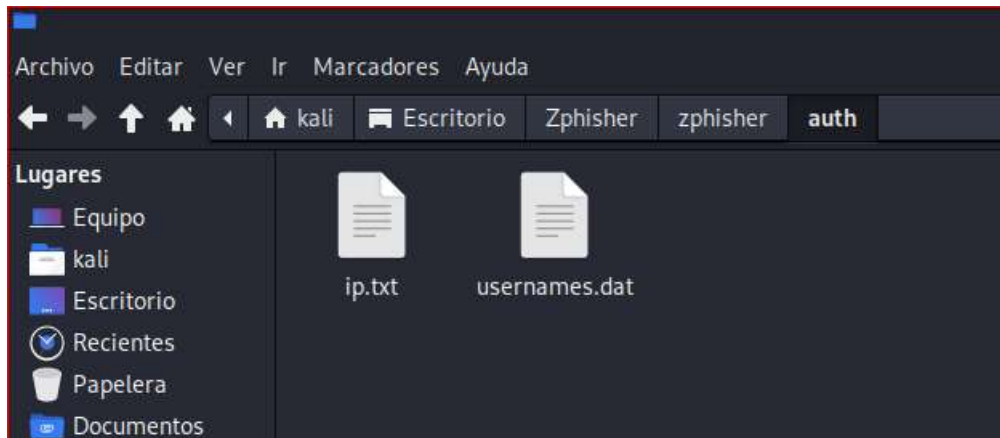 Archivo Editar Ver Ir Marcadores Ayuda
kali Escritorio Zphisher zphisher auth
Lugares
Equipo
kali
Escritorio
Recientes
Papelera
Documentos
ip.txt usernames.dat